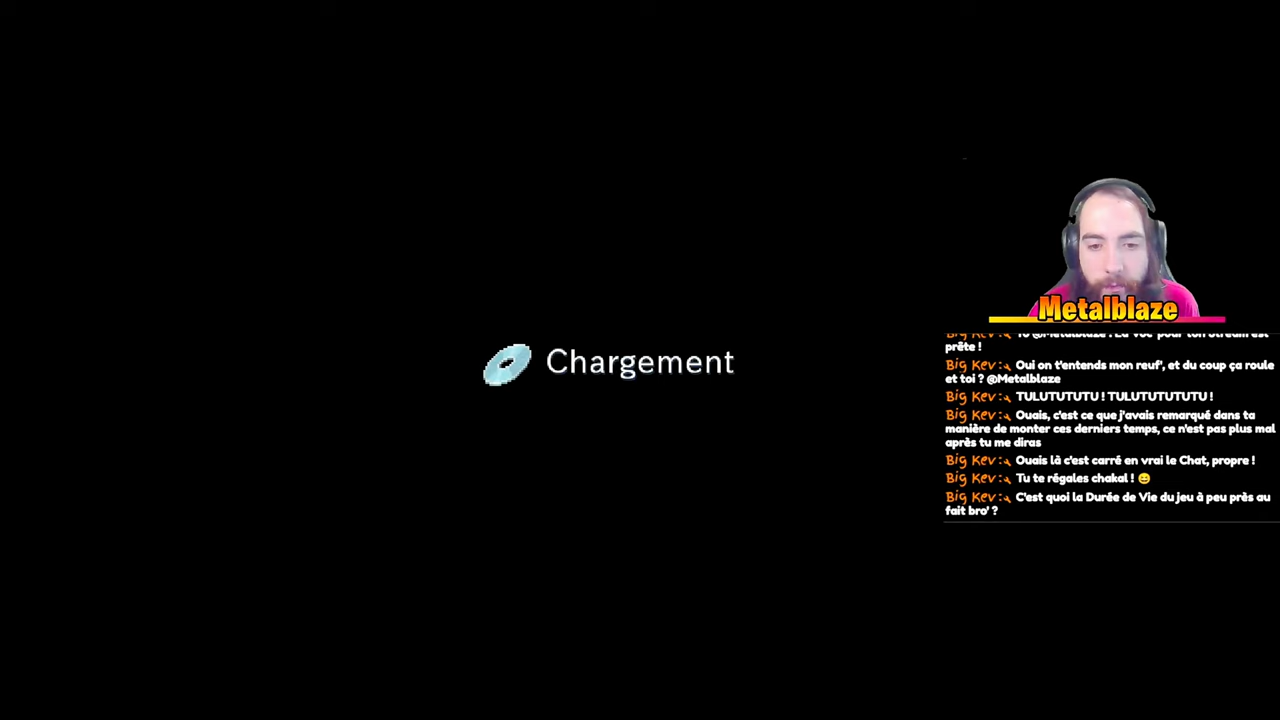 Chargement
Metalblaze
prête !
Big Kev: Oui on t'entends mon reuf', et du coup ça roule
et toi ? @Metalblaze
Big Kev: TULUTUTUTU ! TULUTUTUTUTU !
Big Kev: Ouais, c'est ce que j'avais remarqué dans ta
manière de monter ces derniers temps, ce n'est pas plus mal
après tu me diras
Big Kev: Ouais là c'est carré en vrai le Chat, propre !
Big Kev: Tu te régales chakal ! 😄
Big Kev: C'est quoi la Durée de Vie du jeu à peu près au
fait bro' ?